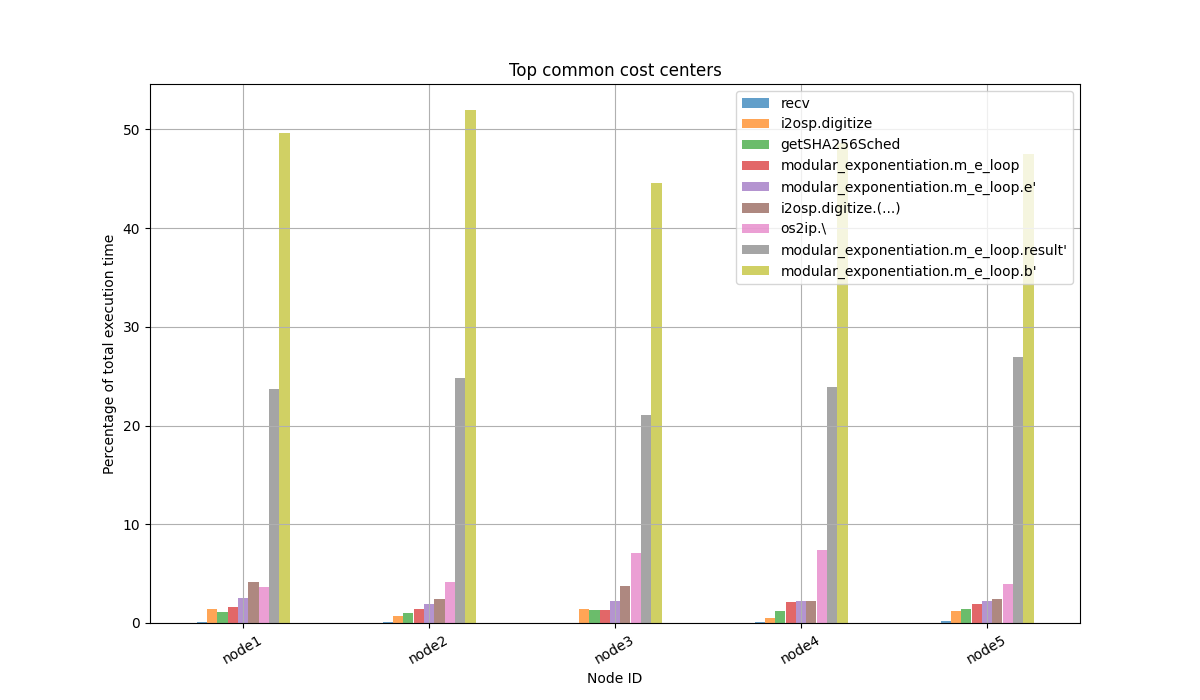 Top common cost centers
recv
i2osp.digitize
getSHA256Sched
modular_exponentiation.m_e_loop
modular_exponentiation.m_e_loop.e'
i2osp.digitize.(...)
os2ip.\
modular_exponentiation.m_e_loop.result'
modular_exponentiation.m_e_loop.b'
Percentage of total execution time
50
40
30
20
10
0
node1 node2 node3 node4 node5
Node ID